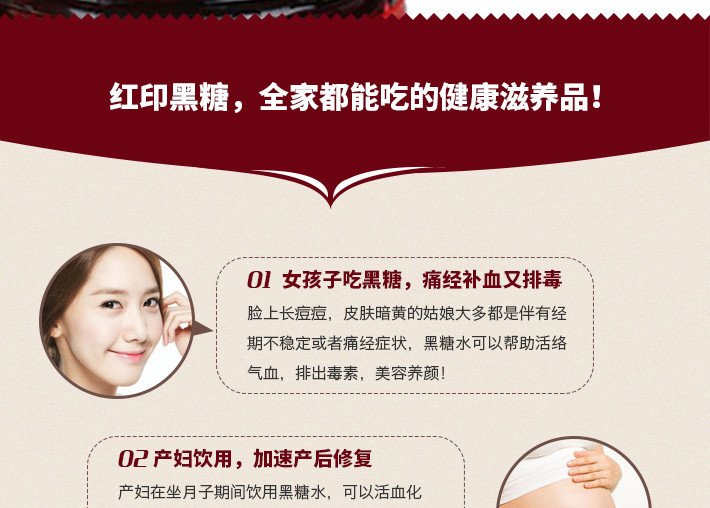 红印黑糖，全家都能吃的健康滋养品！
01 女孩子吃黑糖，痛经补血又排毒
脸上长痘痘，皮肤暗黄的姑娘大多都是伴有经
期不稳定或者痛经症状，黑糖水可以帮助活络
气血，排出毒素，美容养颜！
02 产妇饮用，加速产后修复
产妇在坐月子期间饮用黑糖水，可以活血化